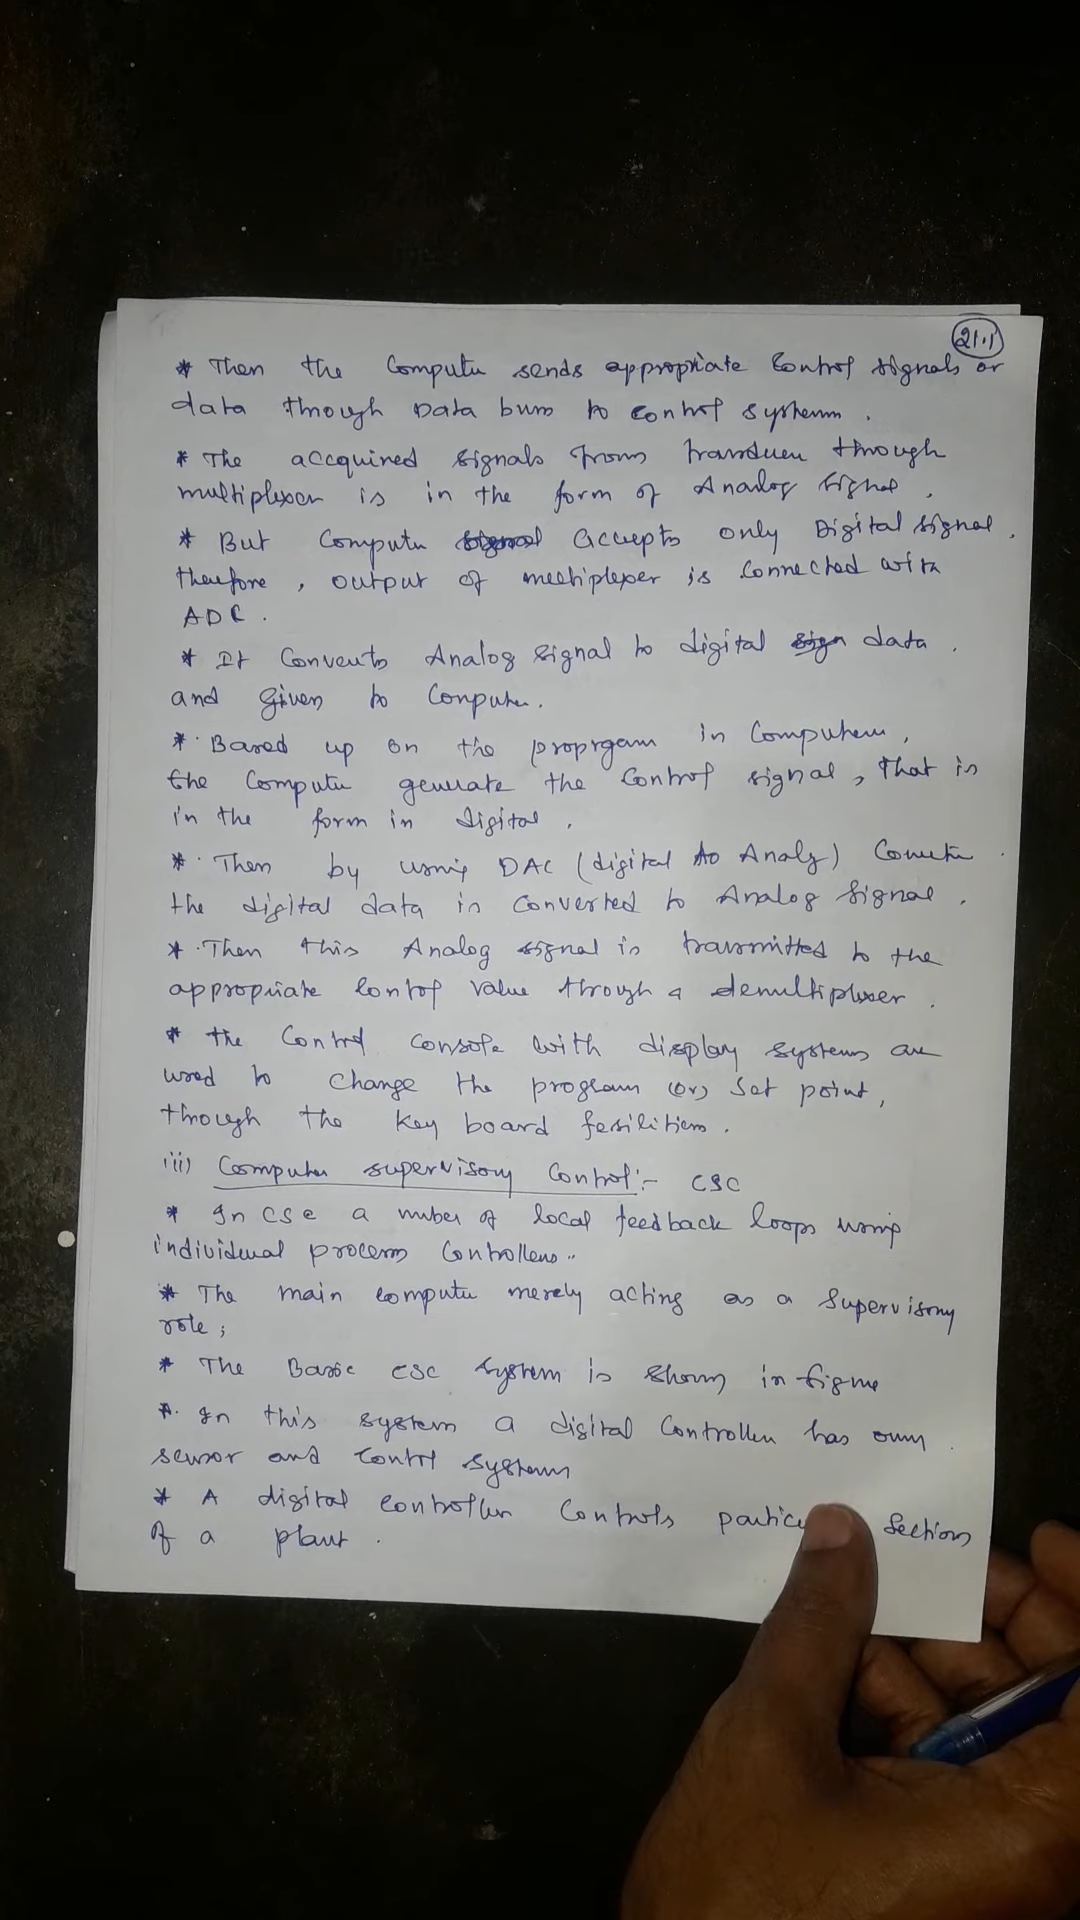 21.1
* Then the Computer sends appropriate Control signals or
data through Data buss to control system .
* The accquired signals from transducer through
multiplexer is in the form of Analog signal .
* But Computer accepts only Digital signal .
therefore , output of multiplexer is Connected with
ADC .
* It Converts Analog signal to digital data .
and given to Computer .
* Based up on the proprgam in Computer ,
the Computer generate the Control signal , that is
in the form in digital .
* Then by using DAC ( digital to Analog ) Converter
the digital data is Converted to Analog signal .
* Then this Analog signal is transmitted to the
appropriate Control Value through a demultiplexer .
* the Control console with display systems are
used to change the program (or) Set point ,
through the key board fesilities .
iii) Computer supervisory Control :- CSC
* In CSC a nuber of local feedback loops using
individual process Controllers ..
* The main computer merely acting as a Supervisory
role ;
* The Basic CSC system is shown in figure
* In this system a digital Controller has own
sensor and Control system
* A digital controller Controls Section
of a plant .